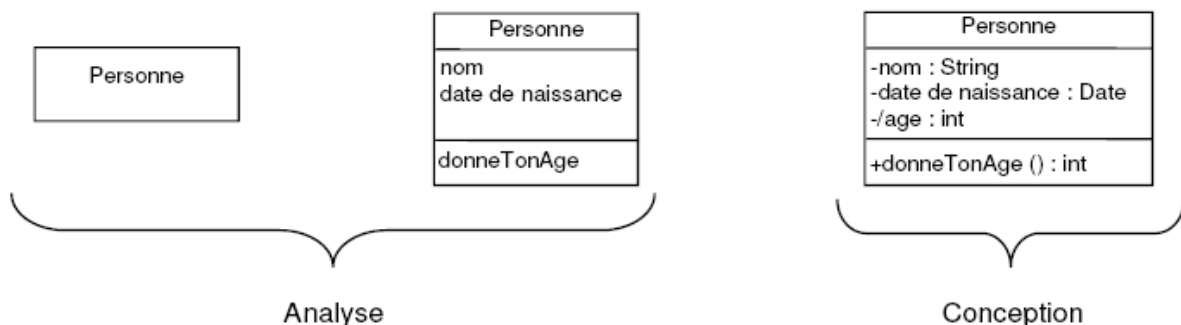 Personne
Personne
nom
date de naissance
donneTonAge
Personne
-nom : String
-date de naissance : Date
-/age : int
+donneTonAge () : int
Analyse
Conception